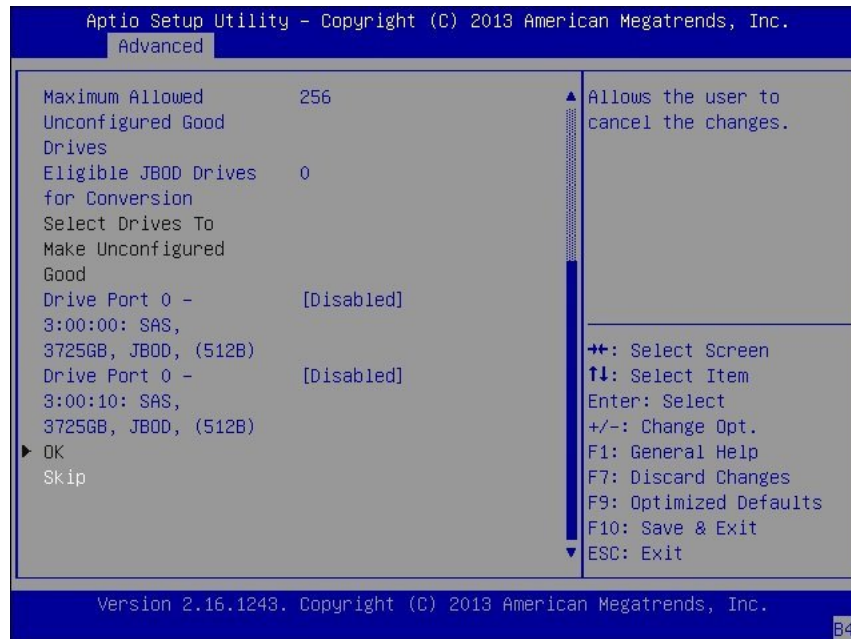 Aptio Setup Utility – Copyright (C) 2013 American Megatrends, Inc.
Advanced
Maximum Allowed 256
Unconfigured Good
Drives
Eligible JBOD Drives 0
for Conversion
Select Drives To
Make Unconfigured
Good
Drive Port 0 – [Disabled]
3:00:00: SAS,
3725GB, JBOD, (512B)
Drive Port 0 – [Disabled]
3:00:10: SAS,
3725GB, JBOD, (512B)
OK
Skip
Allows the user to
cancel the changes.
→←: Select Screen
↑↓: Select Item
Enter: Select
+/-: Change Opt.
F1: General Help
F7: Discard Changes
F9: Optimized Defaults
F10: Save & Exit
ESC: Exit
Version 2.16.1243. Copyright (C) 2013 American Megatrends, Inc.
B4